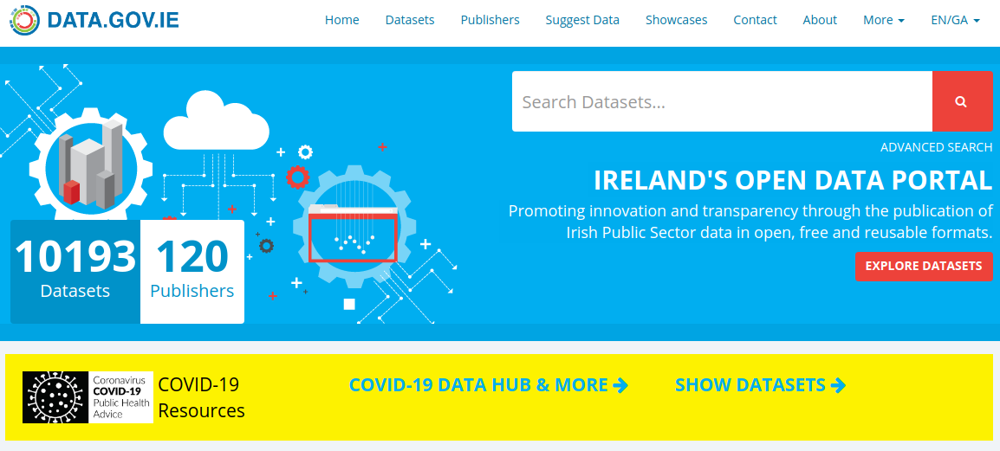 DATA.GOV.IE
Home Datasets Publishers Suggest Data Showcases Contact About More EN/GA
Search Datasets...
ADVANCED SEARCH
IRELAND'S OPEN DATA PORTAL
Promoting innovation and transparency through the publication of
Irish Public Sector data in open, free and reusable formats.
EXPLORE DATASETS
10193
Datasets
120
Publishers
Coronavirus
COVID-19
Public Health
Advice
COVID-19
Resources
COVID-19 DATA HUB & MORE
SHOW DATASETS